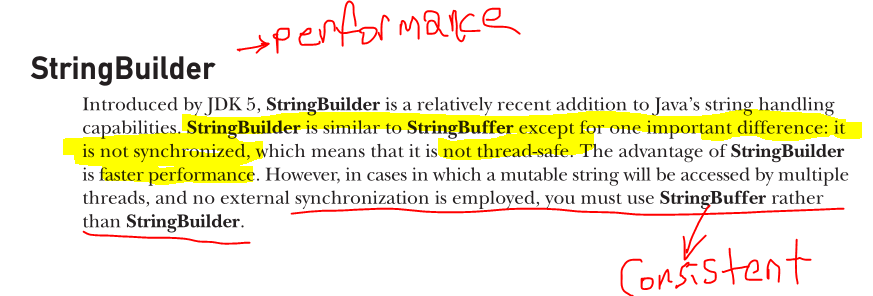 →performance
StringBuilder
Introduced by JDK 5, StringBuilder is a relatively recent addition to Java's string handling
capabilities. StringBuilder is similar to StringBuffer except for one important difference: it
is not synchronized, which means that it is not thread-safe. The advantage of StringBuilder
is faster performance. However, in cases in which a mutable string will be accessed by multiple
threads, and no external synchronization is employed, you must use StringBuffer rather
than StringBuilder.
Consistent